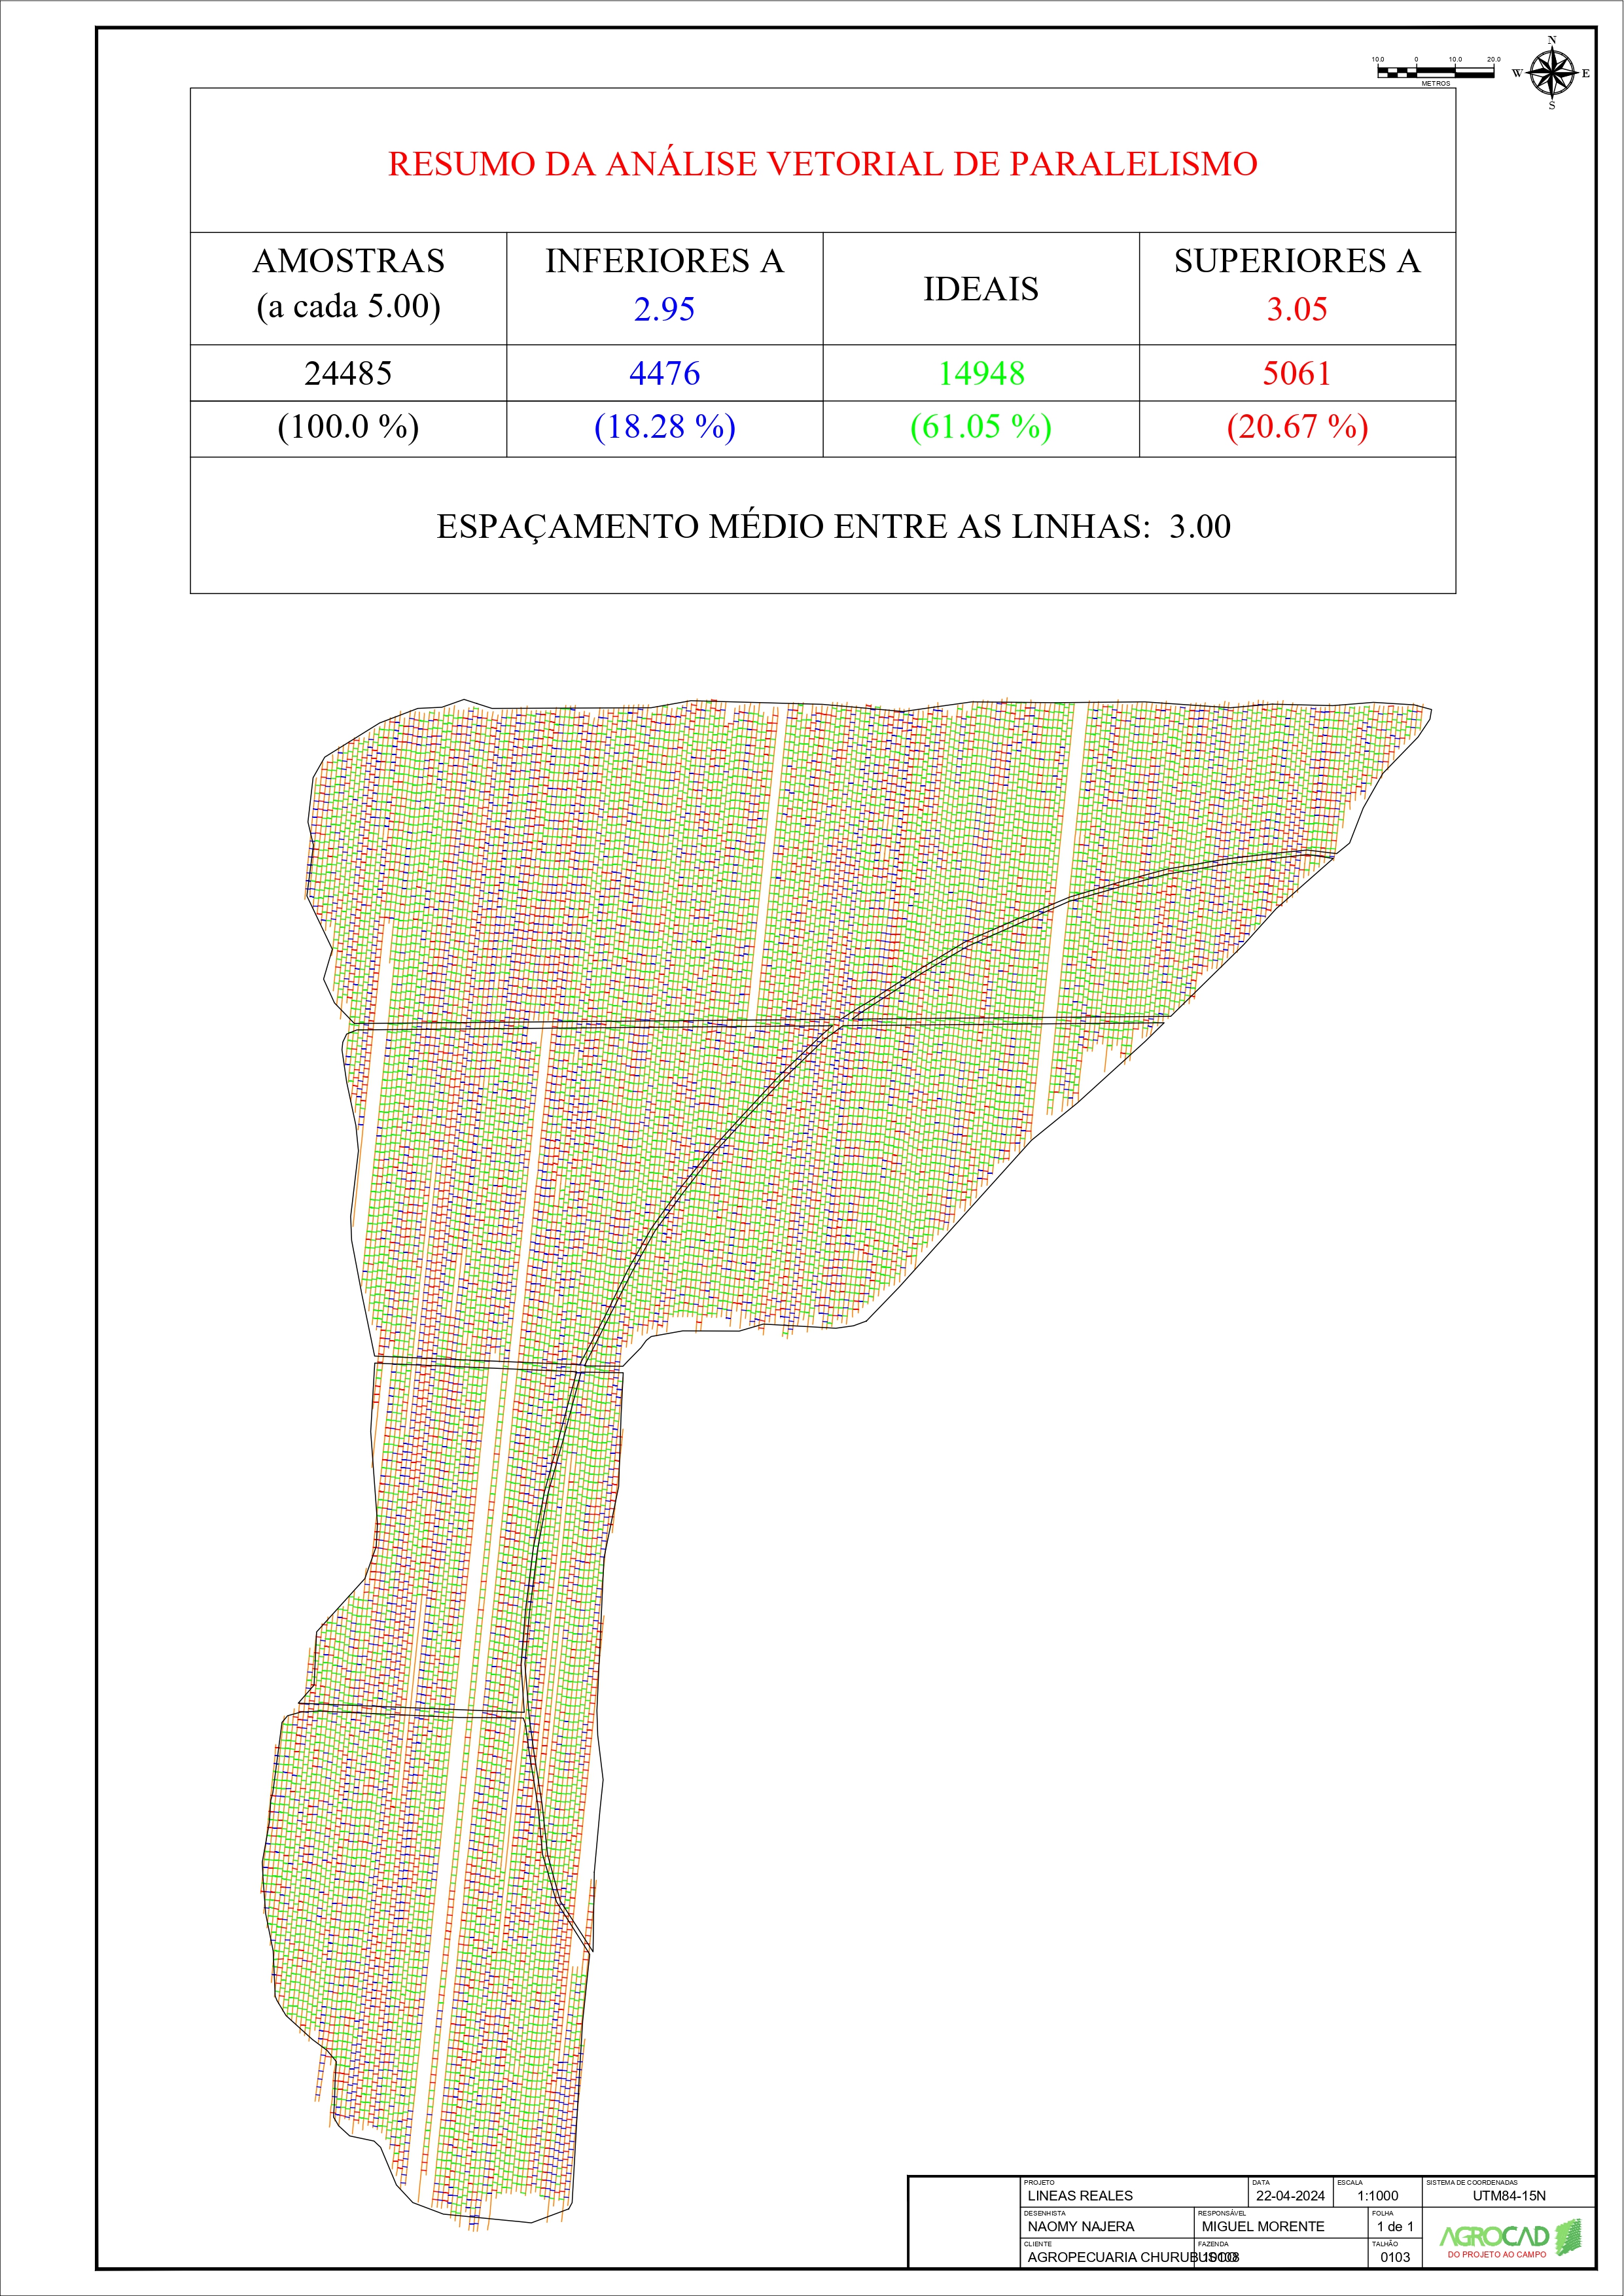 N
10.0 0 10.0 20.0
W E
METROS
S
RESUMO DA ANÁLISE VETORIAL DE PARALELISMO
AMOSTRAS
(a cada 5.00)
INFERIORES A
2.95
IDEAIS
SUPERIORES A
3.05
24485 4476 14948 5061
(100.0 %) (18.28 %) (61.05 %) (20.67 %)
ESPAÇAMENTO MÉDIO ENTRE AS LINHAS: 3.00
PROJETO
LINEAS REALES
DATA
22-04-2024
ESCALA
1:1000
SISTEMA DE COORDENADAS
UTM84-15N
DESENHISTA
NAOMY NAJERA
RESPONSÁVEL
MIGUEL MORENTE
FOLHA
1 de 1
CLIENTE
AGROPECUARIA CHURUBUSCO
FAZENDA
TALHÃO
0103
AGROCAD
DO PROJETO AO CAMPO